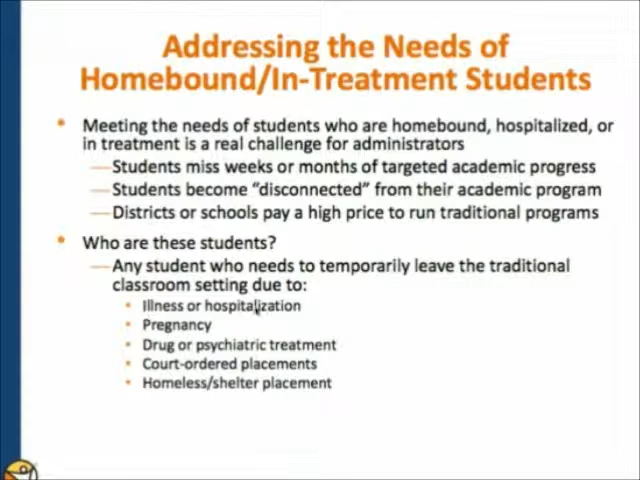 Addressing the Needs of
Homebound/In-Treatment Students
• Meeting the needs of students who are homebound, hospitalized, or
in treatment is a real challenge for administrators
—Students miss weeks or months of targeted academic progress
—Students become “disconnected” from their academic program
—Districts or schools pay a high price to run traditional programs
• Who are these students?
—Any student who needs to temporarily leave the traditional
classroom setting due to:
• Illness or hospitalization
• Pregnancy
• Drug or psychiatric treatment
• Court-ordered placements
• Homeless/shelter placement